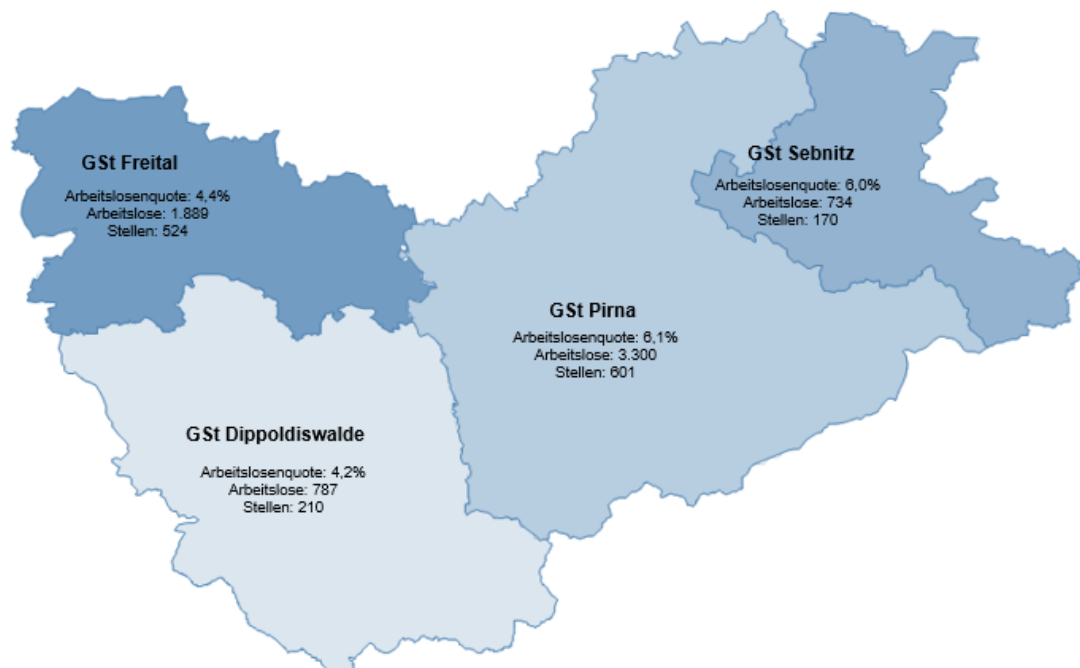 GSt Freital
Arbeitslosenquote: 4,4%
Arbeitslose: 1.889
Stellen: 524
GSt Sebnitz
Arbeitslosenquote: 6,0%
Arbeitslose: 734
Stellen: 170
GSt Pirna
Arbeitslosenquote: 6,1%
Arbeitslose: 3.300
Stellen: 601
GSt Dippoldiswalde
Arbeitslosenquote: 4,2%
Arbeitslose: 787
Stellen: 210